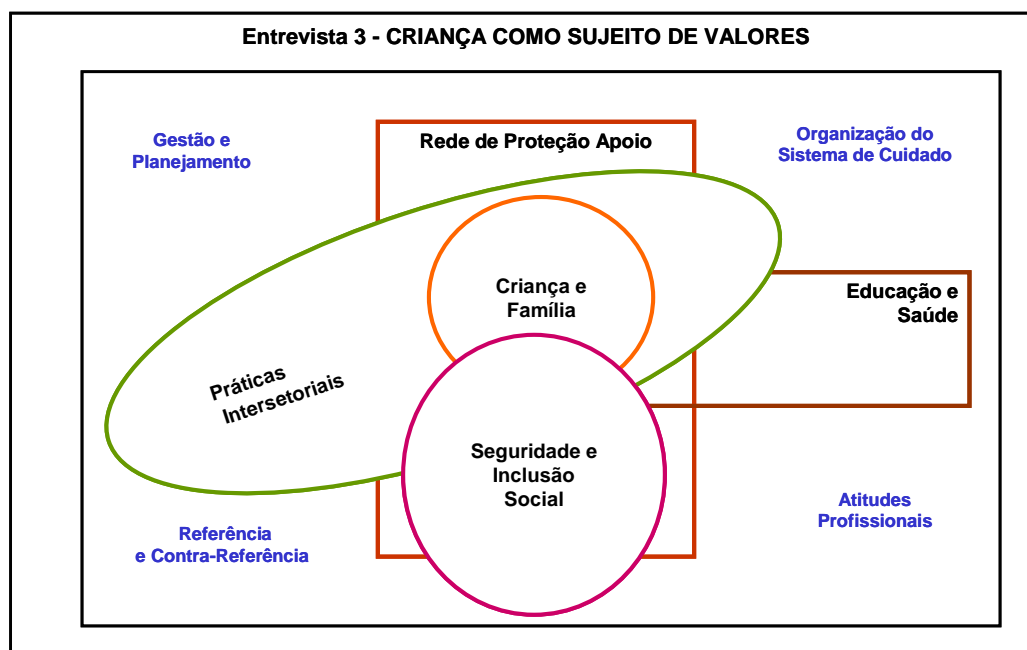 Entrevista 3 - CRIANÇA COMO SUJEITO DE VALORES
Gestão e
Planejamento
Rede de Proteção Apoio
Organização do
Sistema de Cuidado
Criança e
Família
Educação e
Saúde
Práticas
Intersetoriais
Seguridade e
Inclusão
Social
Referência
e Contra-Referência
Atitudes
Profissionais